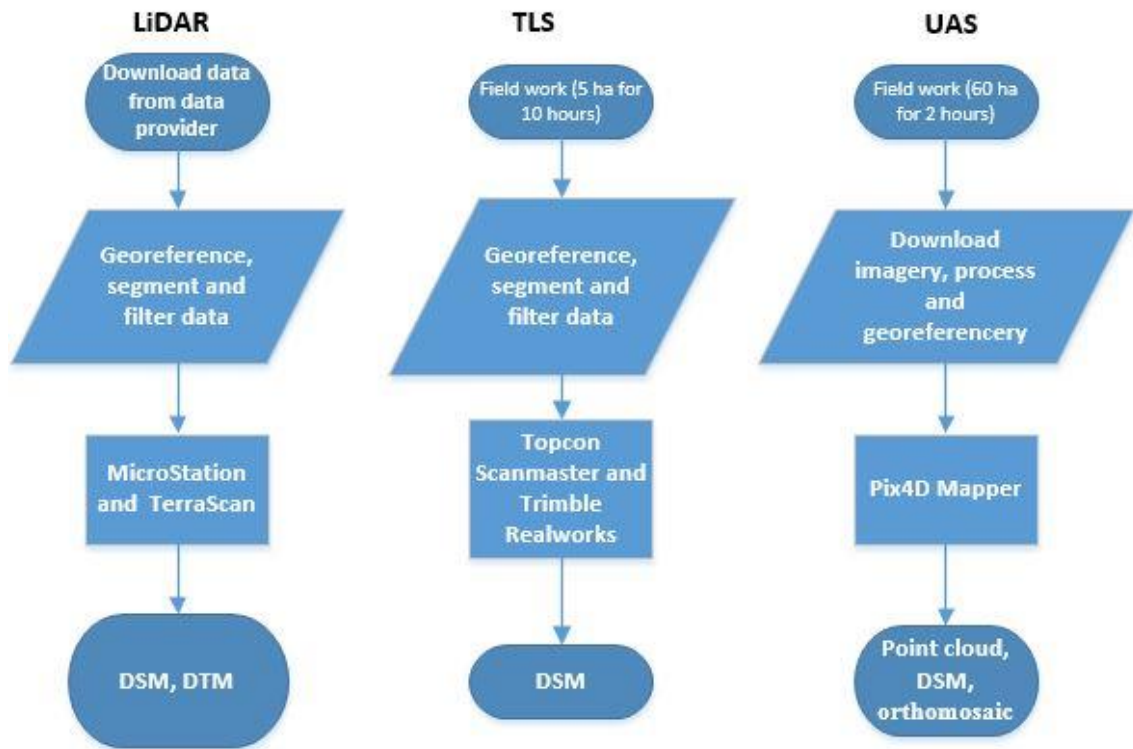 LiDAR
Download data
from data
provider
Georeference,
segment and
filter data
MicroStation
and TerraScan
DSM, DTM
TLS
Field work (5 ha for
10 hours)
Georeference,
segment and
filter data
Topcon
Scanmaster and
Trimble
Realworks
DSM
UAS
Field work (60 ha
for 2 hours)
Download
imagery, process
and
georeferencery
Pix4D Mapper
Point cloud,
DSM,
orthomosaic